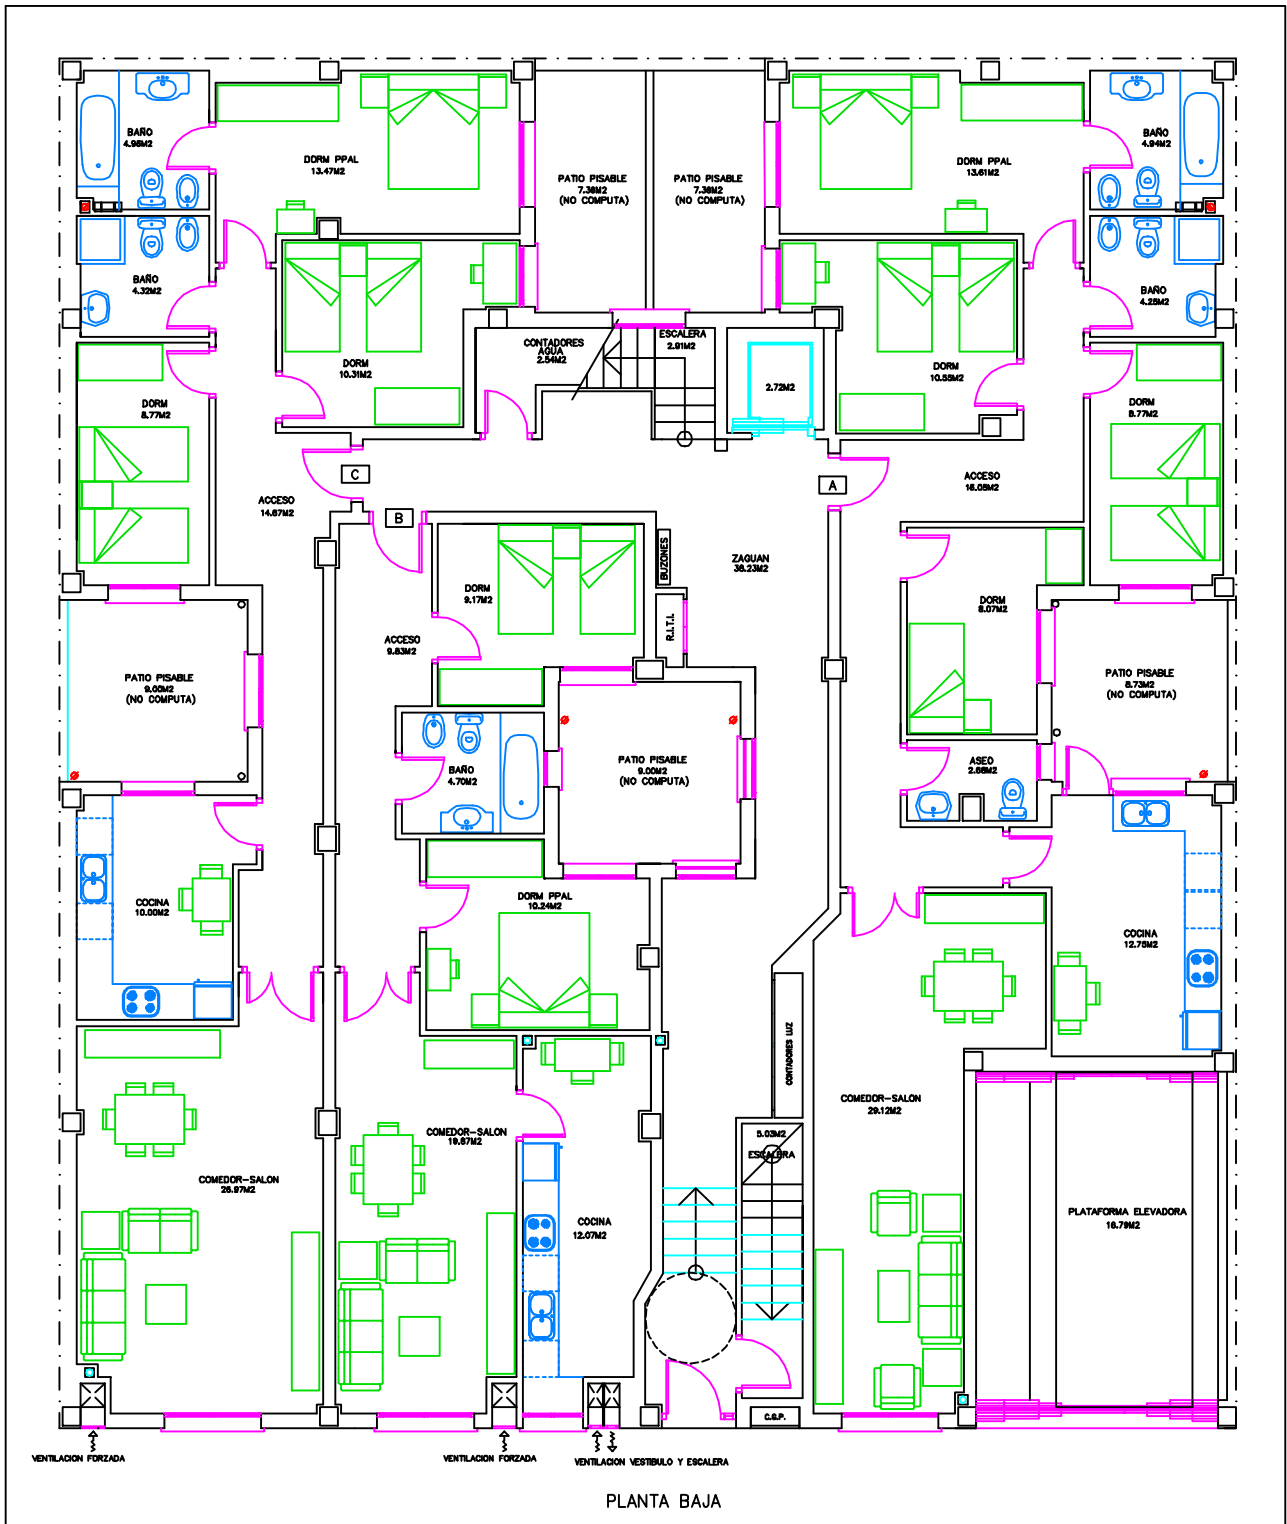 BAÑO
4.98M2
DORM PPAL
13.47M2
PATIO PISABLE
7.38M2
(NO COMPUTA)
PATIO PISABLE
7.38M2
(NO COMPUTA)
DORM PPAL
13.61M2
BAÑO
4.94M2
BAÑO
4.32M2
BAÑO
4.25M2
CONTADORES
AGUA
2.54M2
ESCALERA
2.91M2
2.72M2
DORM
10.31M2
DORM
10.55M2
DORM
8.77M2
DORM
8.77M2
C
A
B
ACCESO
14.67M2
ACCESO
16.05M2
BUZONES
ZAGUAN
36.23M2
DORM
9.17M2
DORM
8.07M2
R.I.T.I.
ACCESO
9.83M2
PATIO PISABLE
9.00M2
(NO COMPUTA)
PATIO PISABLE
8.73M2
(NO COMPUTA)
BAÑO
4.70M2
PATIO PISABLE
9.00M2
(NO COMPUTA)
ASEO
2.68M2
COCINA
10.00M2
DORM PPAL
10.24M2
COCINA
12.75M2
CONTADORES LUZ
COMEDOR-SALON
29.12M2
COMEDOR-SALON
19.87M2
5.03M2
ESCALERA
COMEDOR-SALON
26.97M2
COCINA
12.07M2
PLATAFORMA ELEVADORA
16.79M2
C.G.P.
VENTILACION FORZADA
VENTILACION FORZADA
VENTILACION VESTIBULO Y ESCALERA
PLANTA BAJA